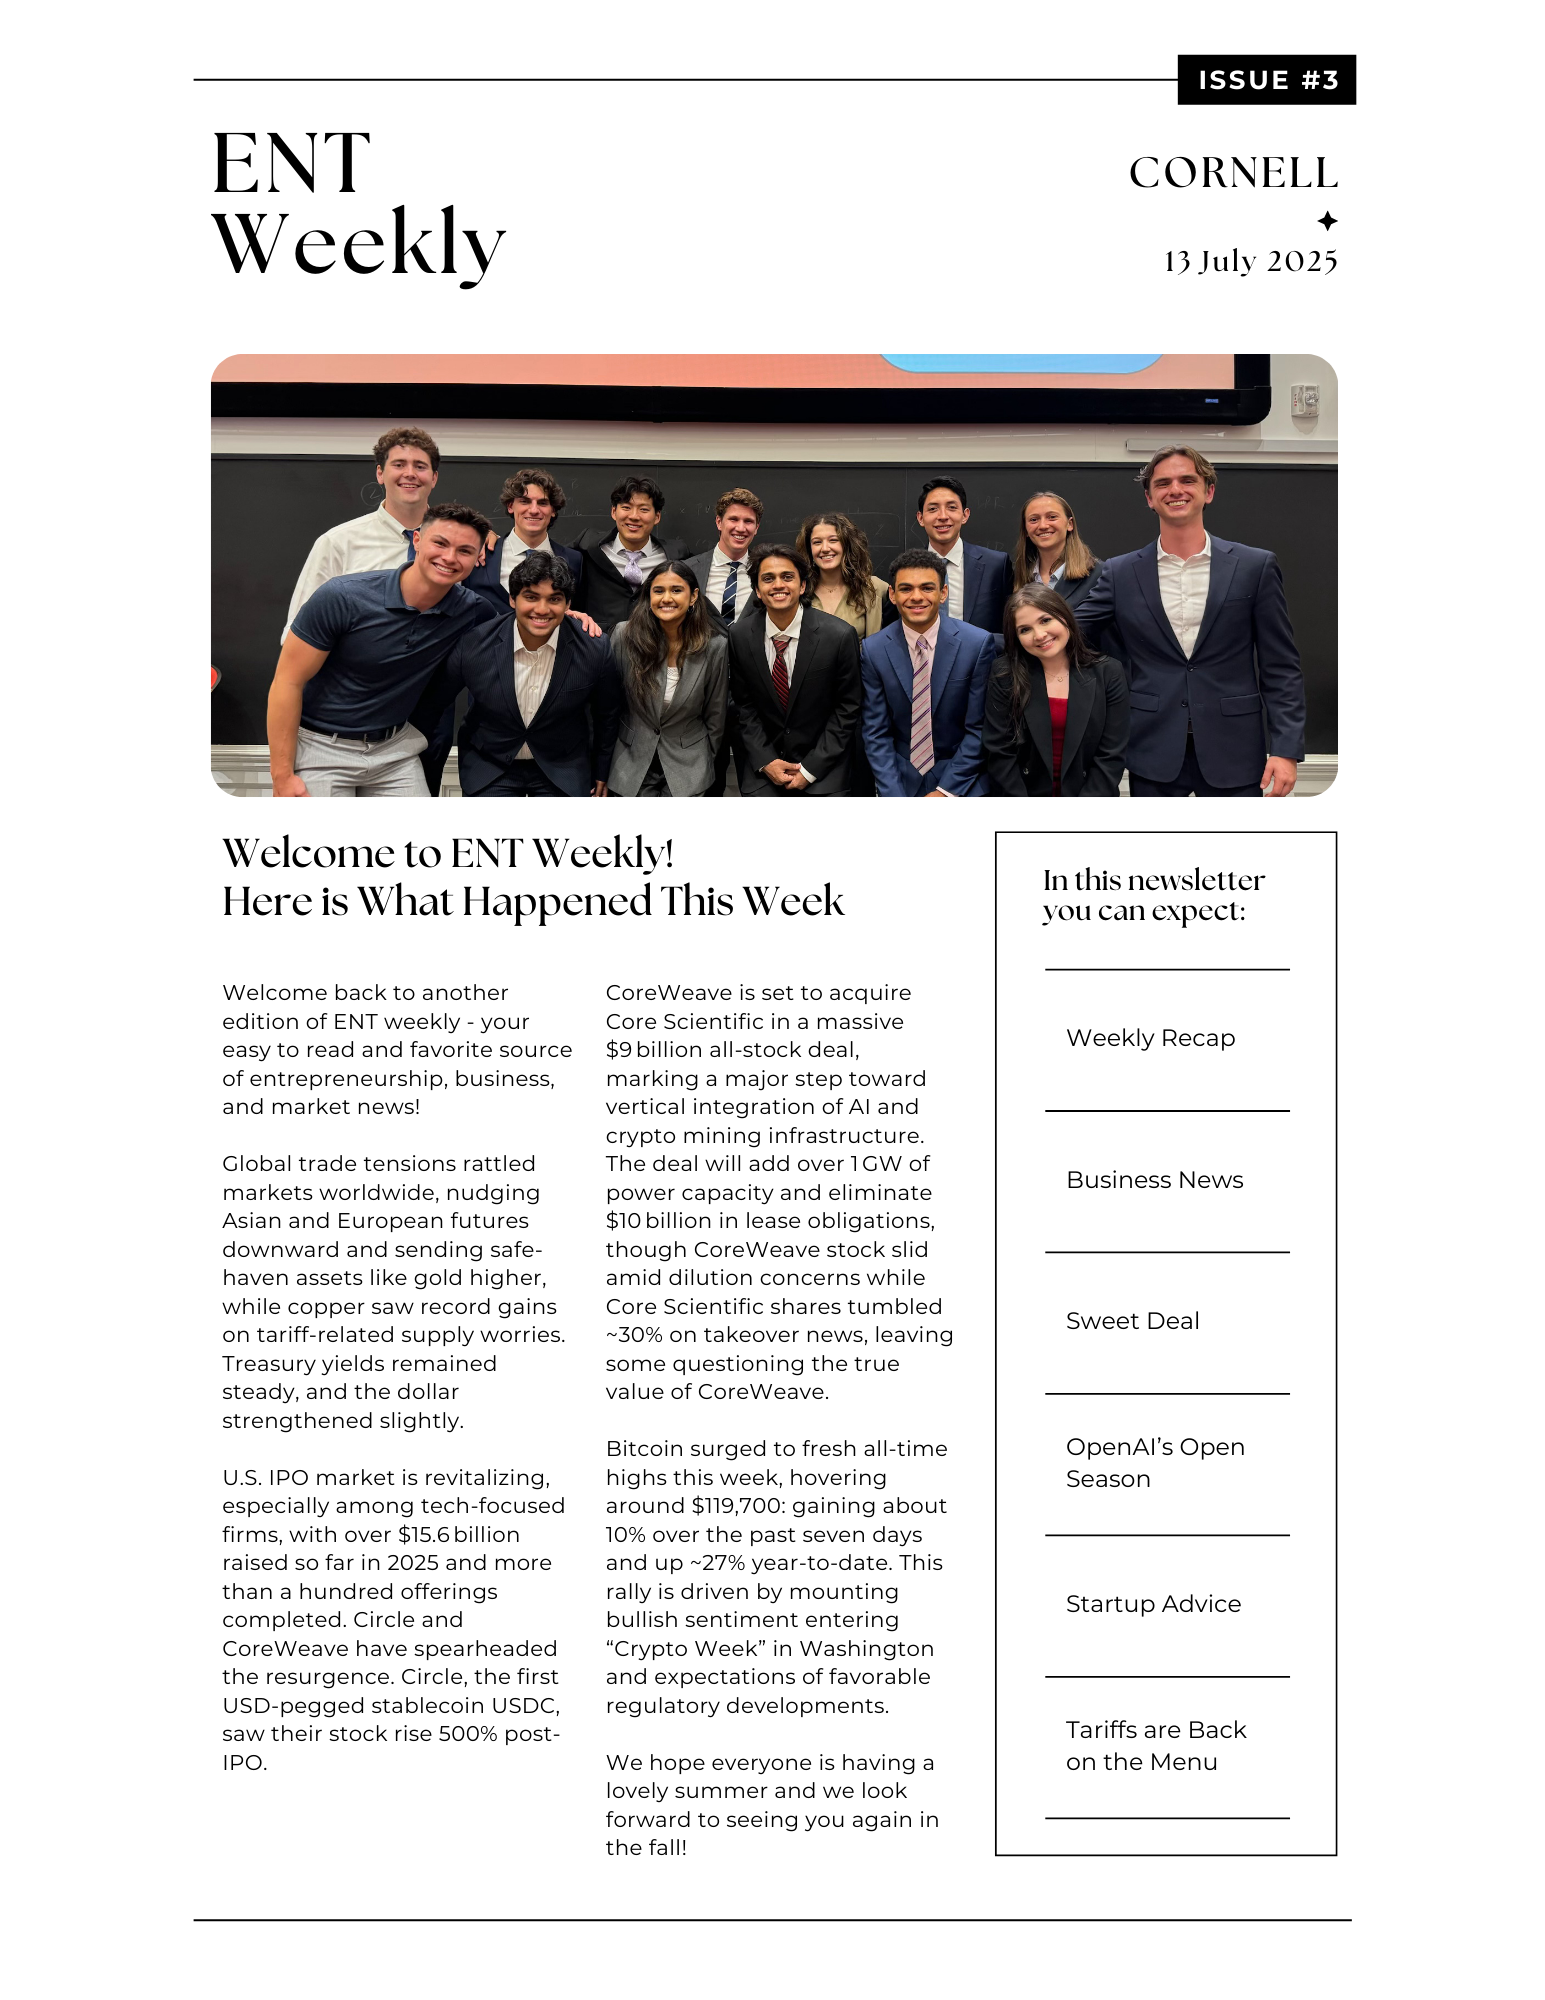 ISSUE #3
ENT
Weekly
CORNELL
13 July 2025
Welcome to ENT Weekly!
Here is What Happened This Week
Welcome back to another
edition of ENT weekly - your
easy to read and favorite source
of entrepreneurship, business,
and market news!
Global trade tensions rattled
markets worldwide, nudging
Asian and European futures
downward and sending safe-
haven assets like gold higher,
while copper saw record gains
on tariff-related supply worries.
Treasury yields remained
steady, and the dollar
strengthened slightly.
U.S. IPO market is revitalizing,
especially among tech-focused
firms, with over $15.6 billion
raised so far in 2025 and more
than a hundred offerings
completed. Circle and
CoreWeave have spearheaded
the resurgence. Circle, the first
USD-pegged stablecoin USDC,
saw their stock rise 500% post-
IPO.
CoreWeave is set to acquire
Core Scientific in a massive
$9 billion all-stock deal,
marking a major step toward
vertical integration of AI and
crypto mining infrastructure.
The deal will add over 1 GW of
power capacity and eliminate
$10 billion in lease obligations,
though CoreWeave stock slid
amid dilution concerns while
Core Scientific shares tumbled
~30% on takeover news, leaving
some questioning the true
value of CoreWeave.
Bitcoin surged to fresh all-time
highs this week, hovering
around $119,700: gaining about
10% over the past seven days
and up ~27% year-to-date. This
rally is driven by mounting
bullish sentiment entering
“Crypto Week” in Washington
and expectations of favorable
regulatory developments.
We hope everyone is having a
lovely summer and we look
forward to seeing you again in
the fall!
In this newsletter
you can expect:
Weekly Recap
Business News
Sweet Deal
OpenAI’s Open
Season
Startup Advice
Tariffs are Back
on the Menu